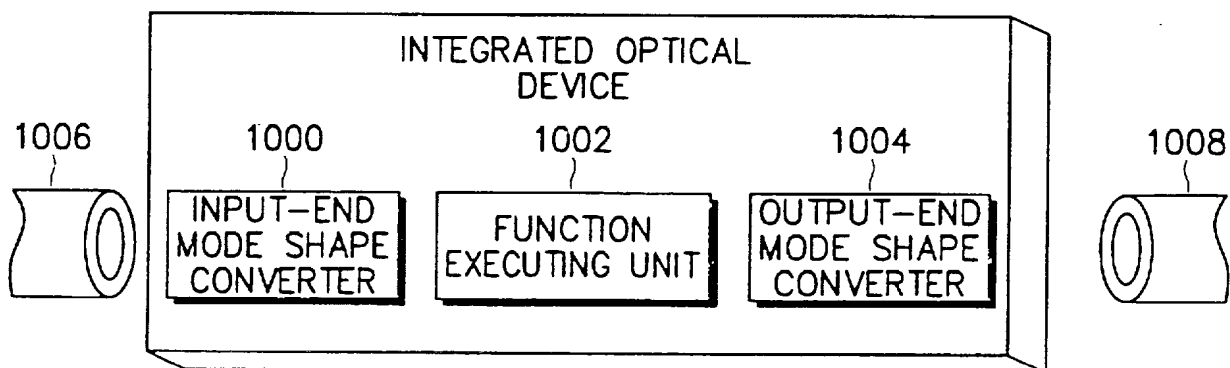 INTEGRATED OPTICAL
DEVICE
1006
1000
1002
1004
1008
INPUT-END
MODE SHAPE
CONVERTER
FUNCTION
EXECUTING UNIT
OUTPUT-END
MODE SHAPE
CONVERTER